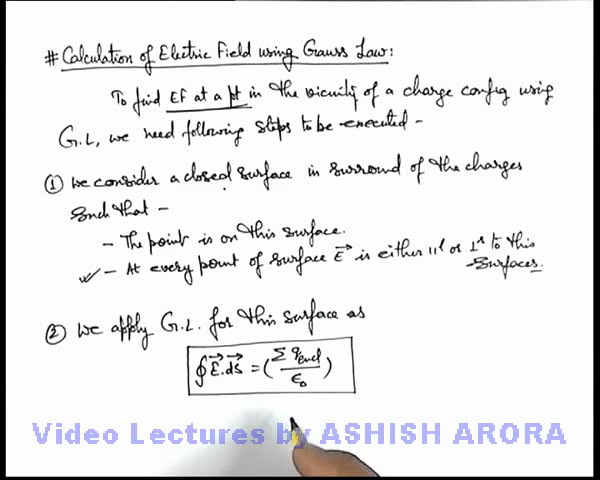 # Calculation of Electric Field using Gauss Law:
To find EF at a pt in the vicinity of a charge config using
G.L, we need following steps to be executed -
① We consider a closed surface in surround of the charges
Such that -
- The point is on this surface.
✓ - At every point of surface E⃗ is either ||l or ⊥r to this
surfaces.
② We apply G.L. for this surface as
∮E⃗.ds⃗ = (Σ qencl / ε₀)
Video Lectures by ASHISH ARORA